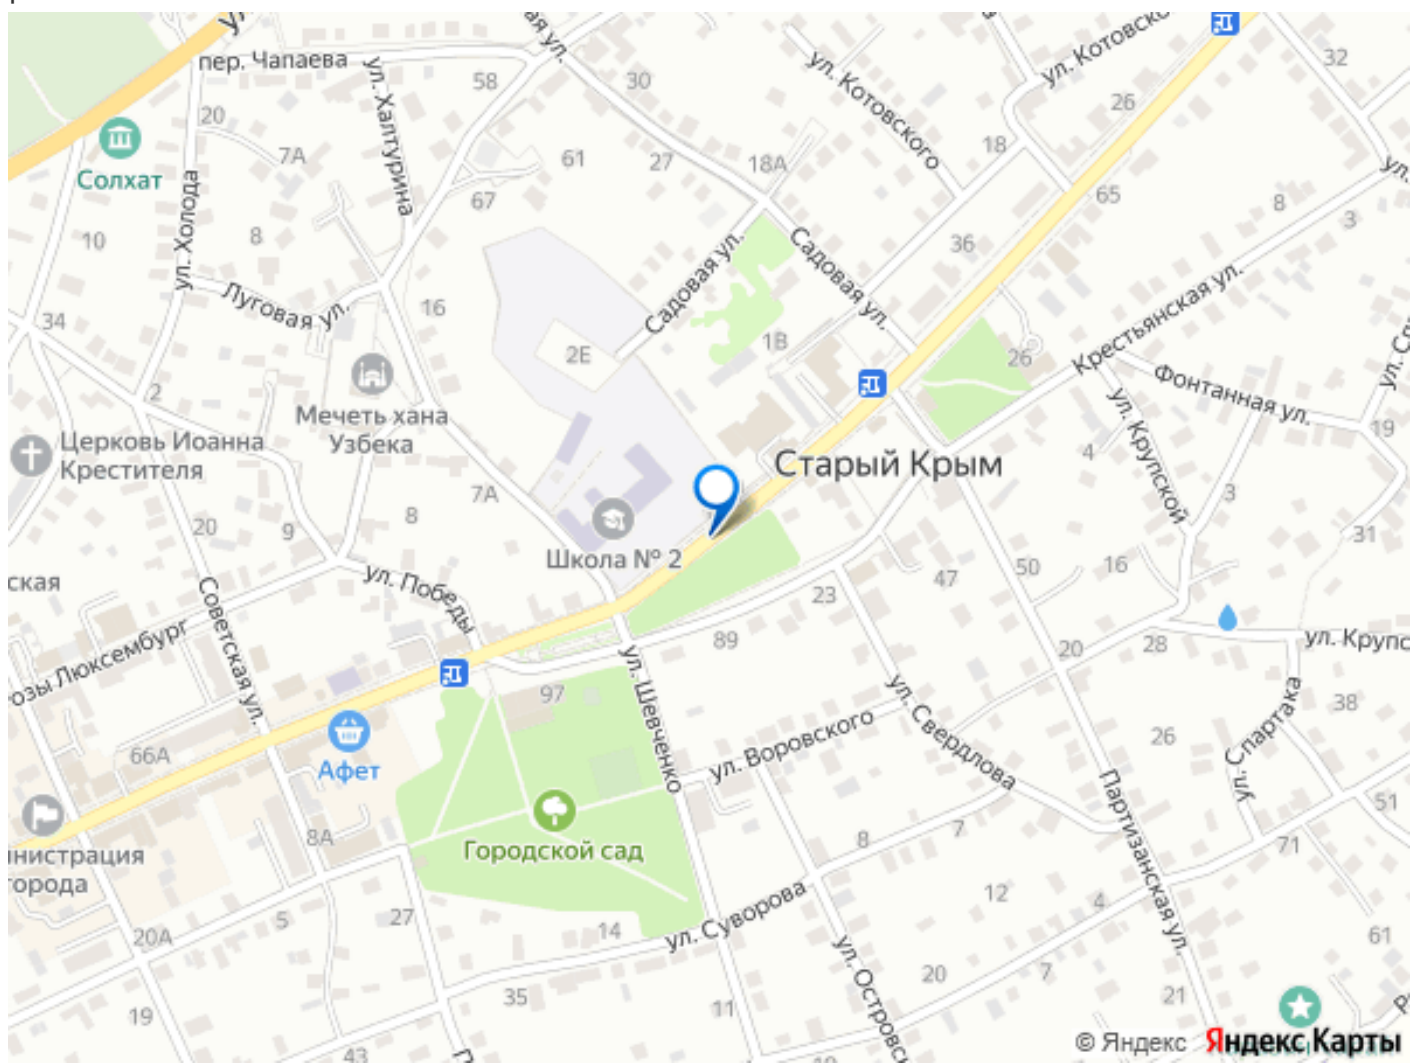 пер. Чапаева
ул. Халтурина
58
30
ул. Котовского
ул. Котовско
32
26
20
Солхат
7А
61
27
18А
18
65
ул. Холода
67
10
8
8
3
36
Садовая ул.
Садовая ул.
Луговая ул.
16
34
2Е
1В
26
Крестьянская ул.
Фонтанная ул.
2
Мечеть хана
Узбека
Церковь Иоанна
Крестителя
Старый Крым
4
ул. Крупской
19
3
7А
20
9
8
31
Школа № 2
ская
ул. Победы
47
50
16
23
Советская ул.
озы Люксембург
89
20
28
ул. Крупс
ул. Шевченко
97
ул. Свердлова
38
ул. Спартака
ул. Воровского
26
66А
Афет
Партизанская ул.
51
8А
Городской сад
8
7
71
нистрация
орода
12
4
27
5
14
ул. Суворова
20А
61
ул. Островс
20
7
35
11
21
19
43
© Яндекс
Яндекс Карты